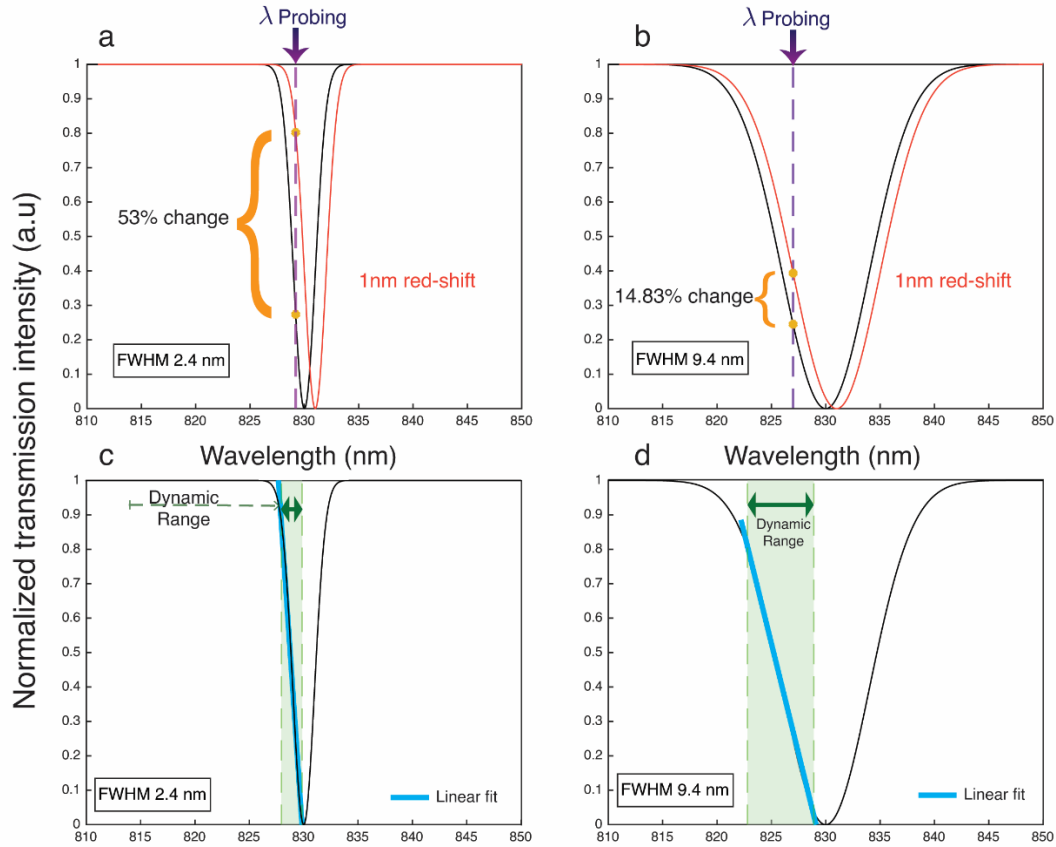 λ Probing
λ Probing
a
b
1
0.9
0.8
0.7
0.6
0.5
0.4
0.3
0.2
0.1
0
53% change
1nm red-shift
FWHM 2.4 nm
810 815 820 825 830 835 840 845 850
1
0.9
0.8
0.7
0.6
0.5
0.4
0.3
0.2
0.1
0
14.83% change
1nm red-shift
FWHM 9.4 nm
810 815 820 825 830 835 840 845 850
Normalized transmission intensity (a.u)
c
Wavelength (nm)
d
Wavelength (nm)
1
0.9
0.8
0.7
0.6
0.5
0.4
0.3
0.2
0.1
0
Dynamic
Range
FWHM 2.4 nm
Linear fit
810 815 820 825 830 835 840 845 850
1
0.9
0.8
0.7
0.6
0.5
0.4
0.3
0.2
0.1
0
Dynamic
Range
FWHM 9.4 nm
Linear fit
810 815 820 825 830 835 840 845 850